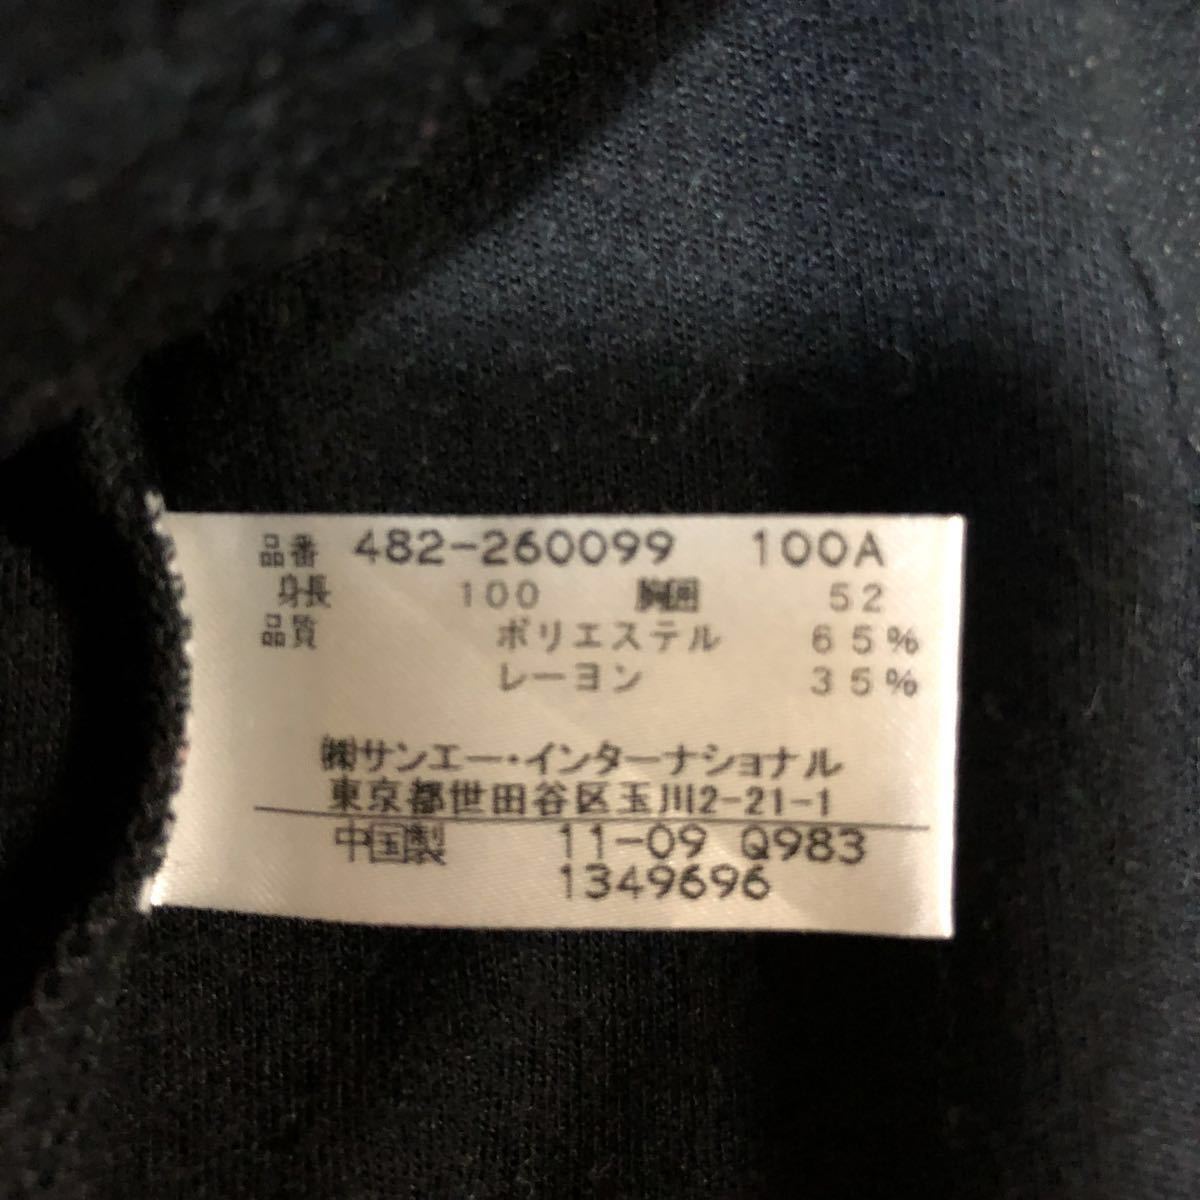 品番 482-260099 100A
身長 100 胸囲 52
品質 ポリエステル 65%
レーヨン 35%
㈱サンエー・インターナショナル
東京都世田谷区玉川2-21-1
中国製 11-09 Q983
1349696